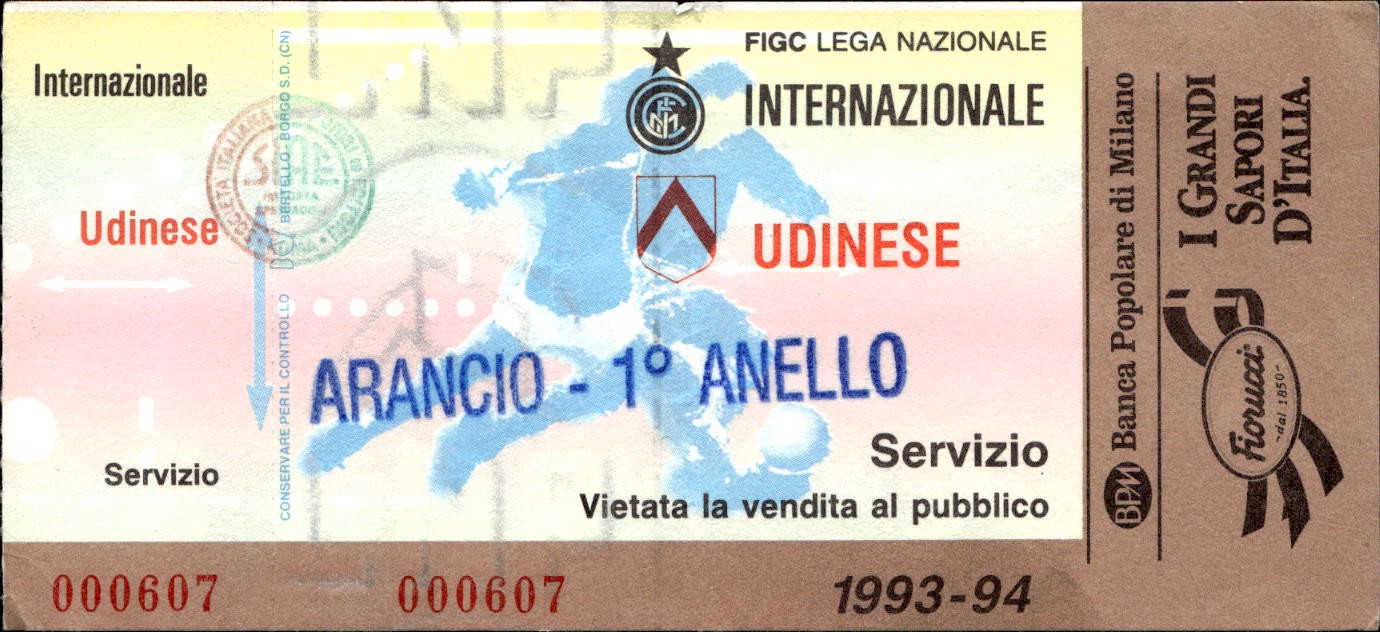 Internazionale
Udinese
Servizio
000607
SIAE
BERTELLO - BORGO S.D. (CN)
CONSERVARE PER IL CONTROLLO
FIGC LEGA NAZIONALE
INTERNAZIONALE
UDINESE
ARANCIO - 1° ANELLO
Servizio
Vietata la vendita al pubblico
000607
1993-94
BPM Banca Popolare di Milano
I GRANDI
SAPORI
D'ITALIA.
Fiorucci
~dal 1850~